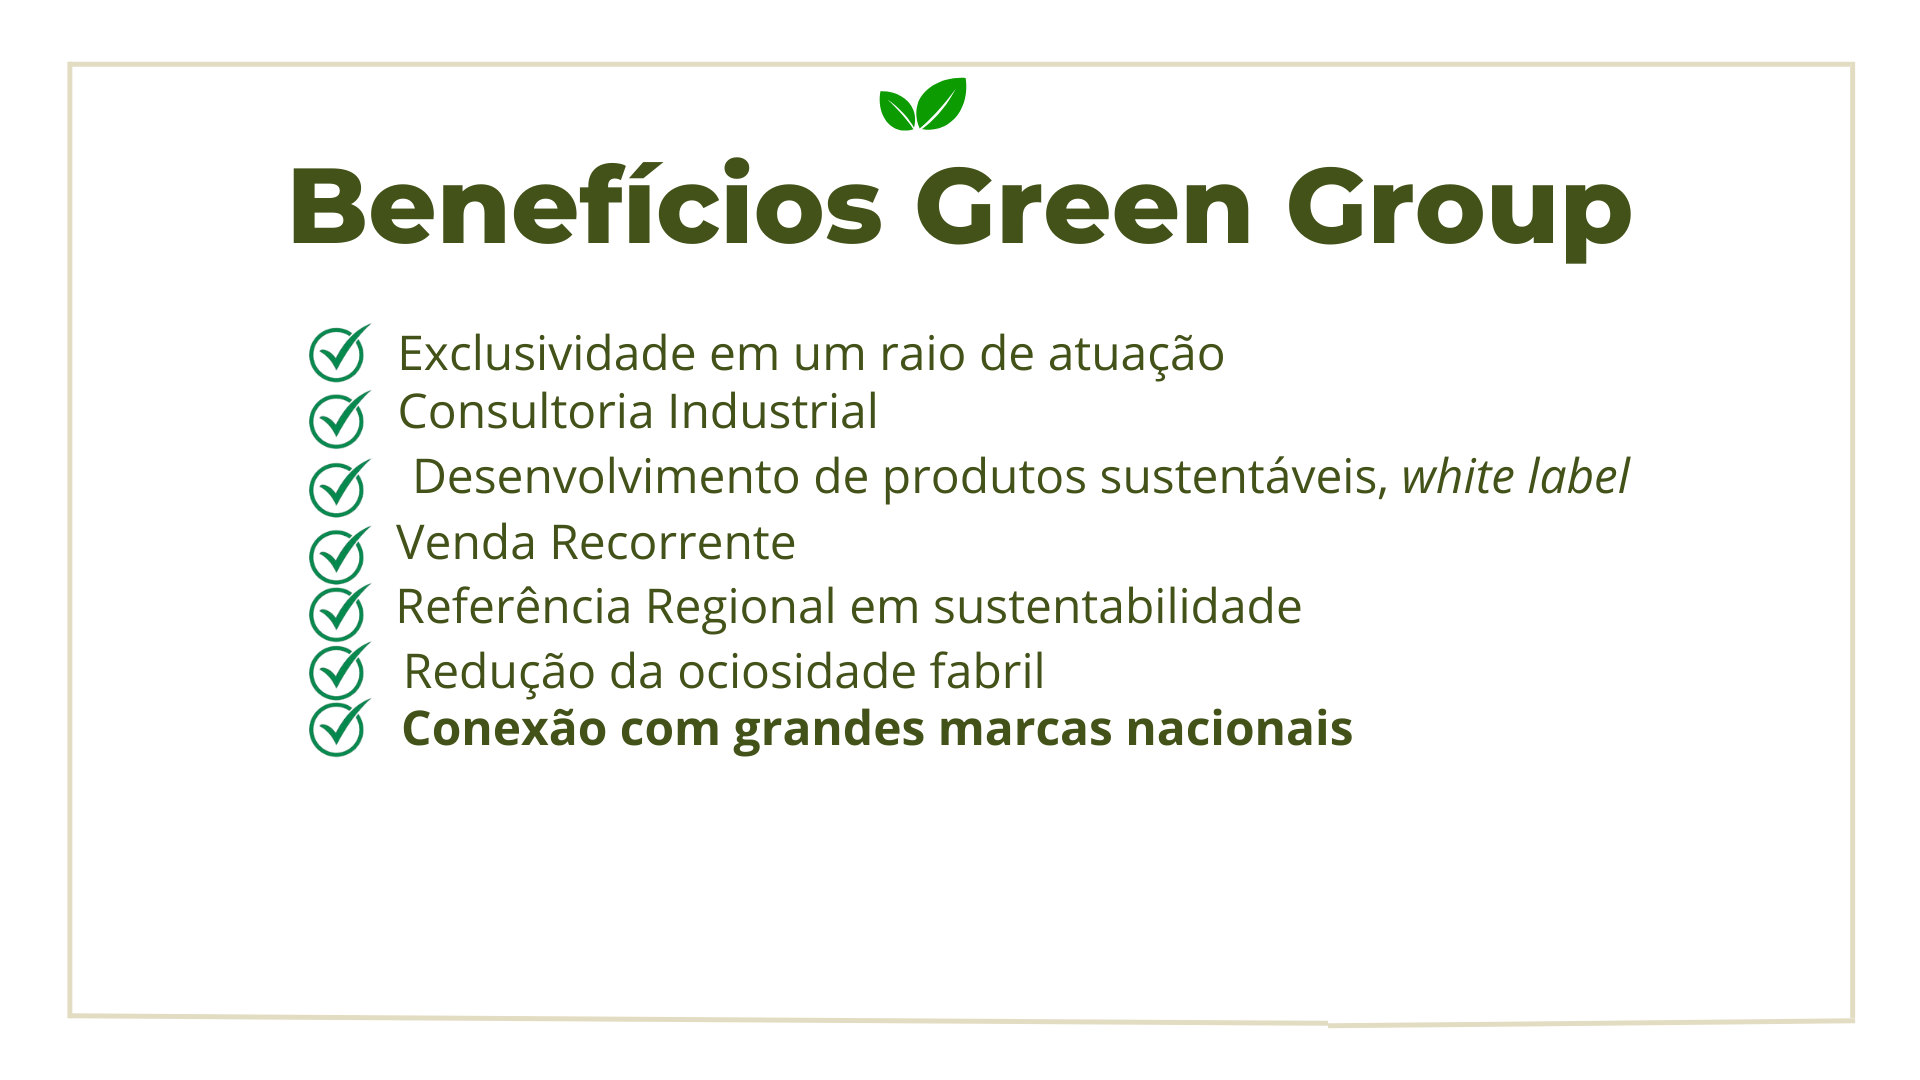 Benefícios Green Group
Exclusividade em um raio de atuação
Consultoria Industrial
Desenvolvimento de produtos sustentáveis, white label
Venda Recorrente
Referência Regional em sustentabilidade
Redução da ociosidade fabril
Conexão com grandes marcas nacionais